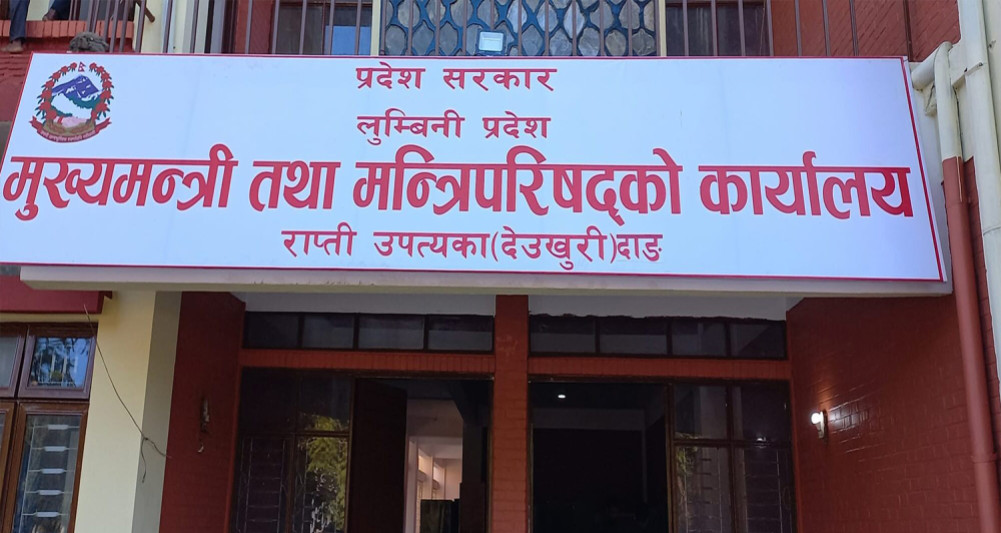 प्रदेश सरकार
लुम्बिनी प्रदेश
मुख्यमन्त्री तथा मन्त्रिपरिषद्को कार्यालय
राप्ती उपत्यका(देउखुरी)दाङ